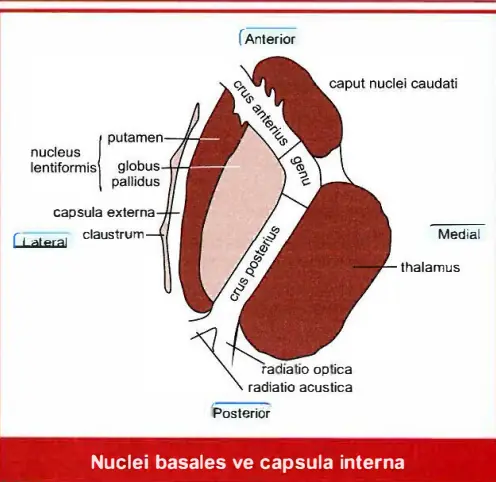 Anterior
caput nuclei caudati
crus anterius
genu
putamen
nucleus
lentiformis
globus
pallidus
capsula externa
claustrum
Lateral
Medial
crus posterius
thalamus
radiatio optica
radiatio acustica
Posterior
Nuclei basales ve capsula interna